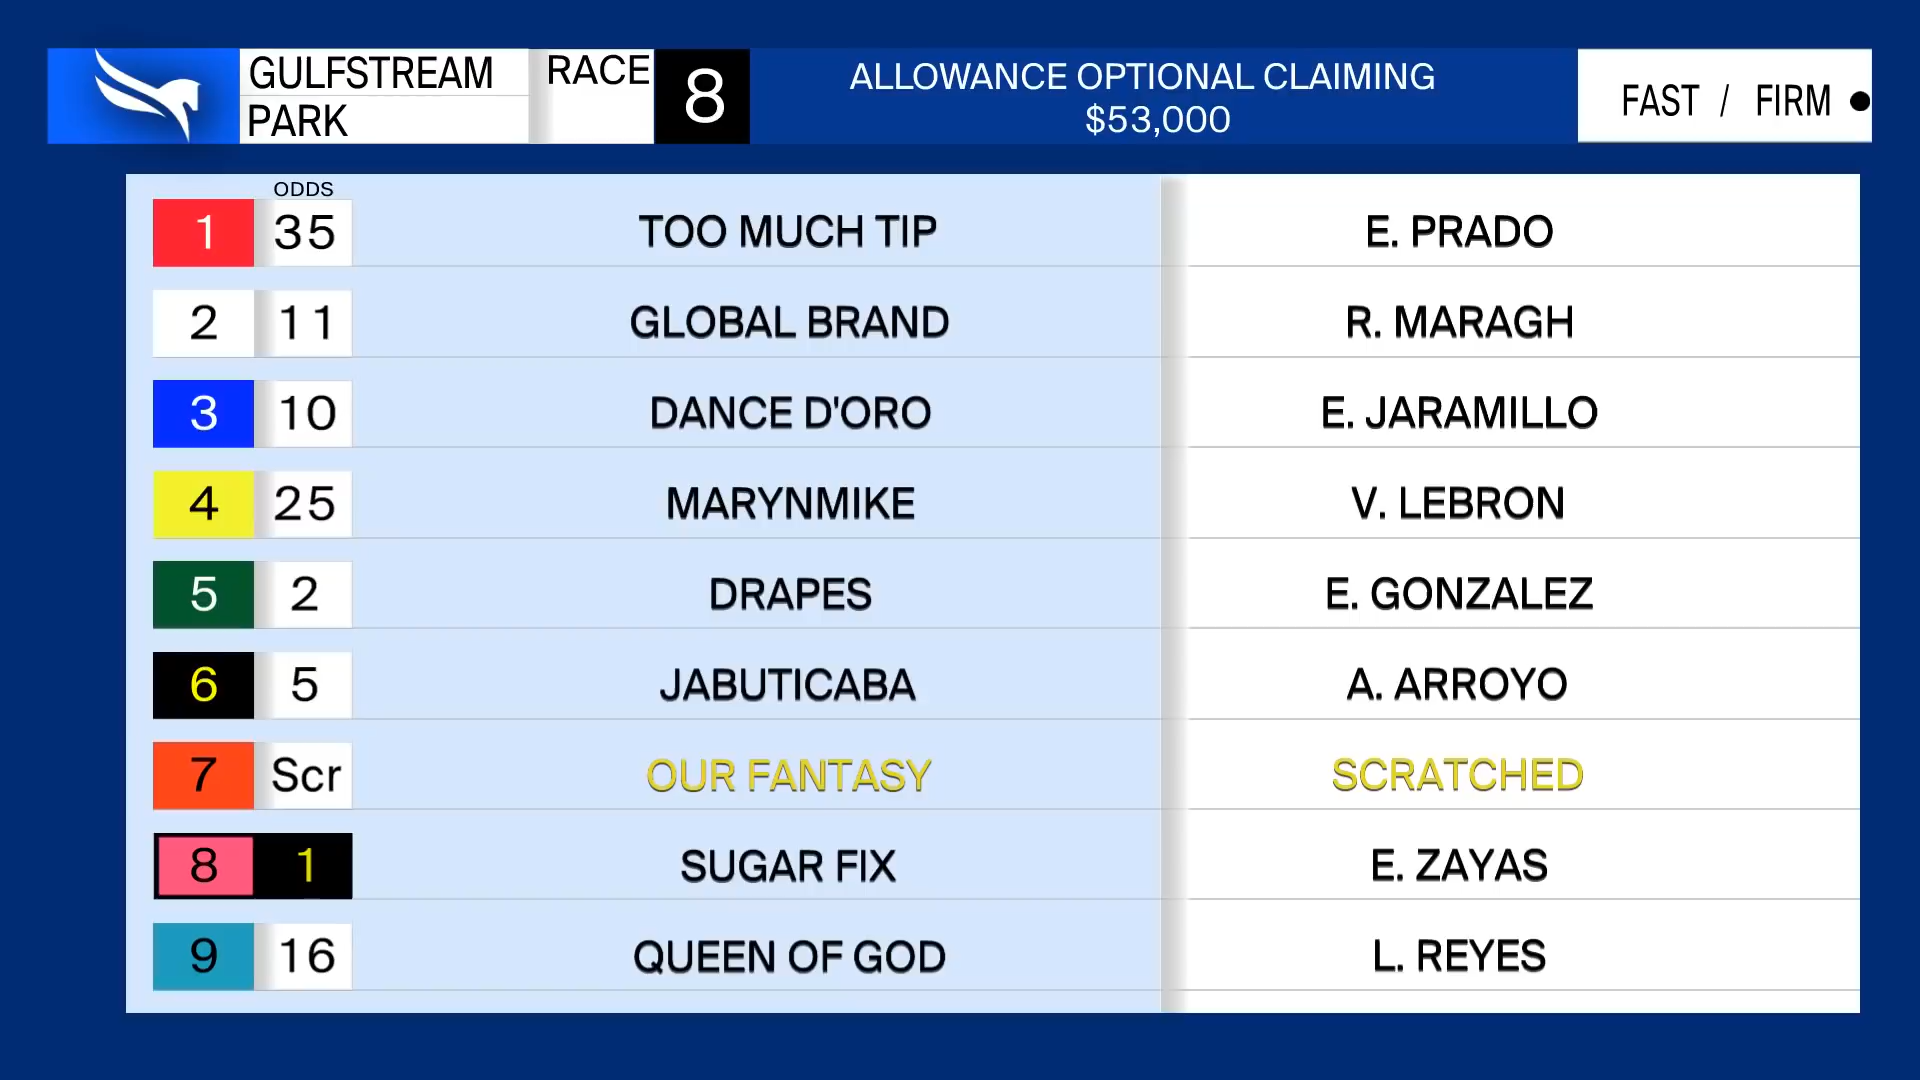 GULFSTREAM PARK
RACE 8
ALLOWANCE OPTIONAL CLAIMING
$53,000
FAST / FIRM
ODDS
1 35 TOO MUCH TIP E. PRADO
2 11 GLOBAL BRAND R. MARAGH
3 10 DANCE D'ORO E. JARAMILLO
4 25 MARYNMIKE V. LEBRON
5 2 DRAPES E. GONZALEZ
6 5 JABUTICABA A. ARROYO
7 Scr OUR FANTASY SCRATCHED
8 1 SUGAR FIX E. ZAYAS
9 16 QUEEN OF GOD L. REYES